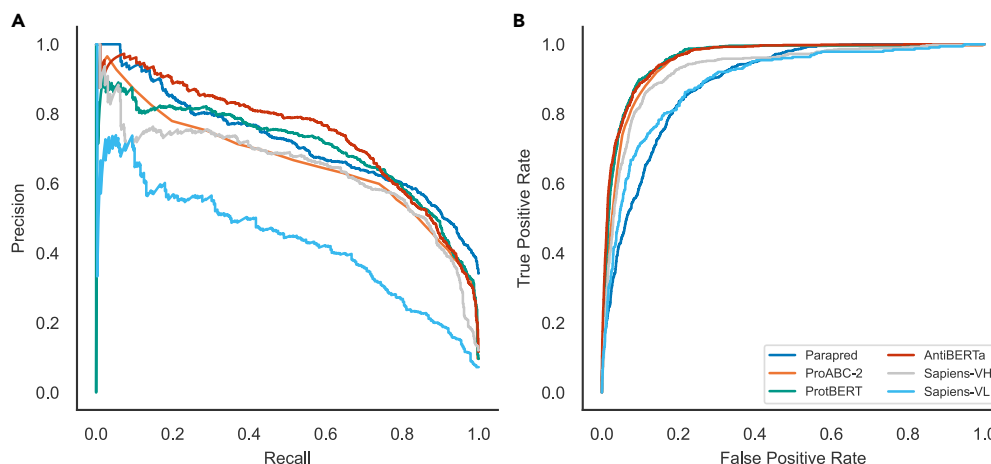 A
1.0
0.8
0.6
0.4
0.2
0.0
Precision
0.0 0.2 0.4 0.6 0.8 1.0
Recall
B
1.0
0.8
0.6
0.4
0.2
0.0
True Positive Rate
Parapred
ProABC-2
ProtBERT
AntiBERTa
Sapiens-VH
Sapiens-VL
0.0 0.2 0.4 0.6 0.8 1.0
False Positive Rate